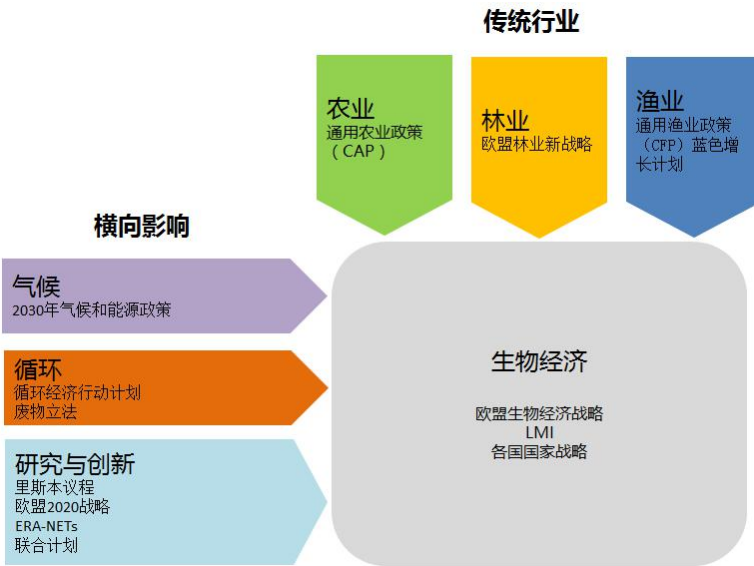 传统行业
农业
通用农业政策
（CAP）
林业
欧盟林业新战略
渔业
通用渔业政策
（CFP）蓝色增
长计划
横向影响
气候
2030年气候和能源政策
循环
循环经济行动计划
废物立法
研究与创新
里斯本议程
欧盟2020战略
ERA-NETs
联合计划
生物经济
欧盟生物经济战略
LMI
各国国家战略